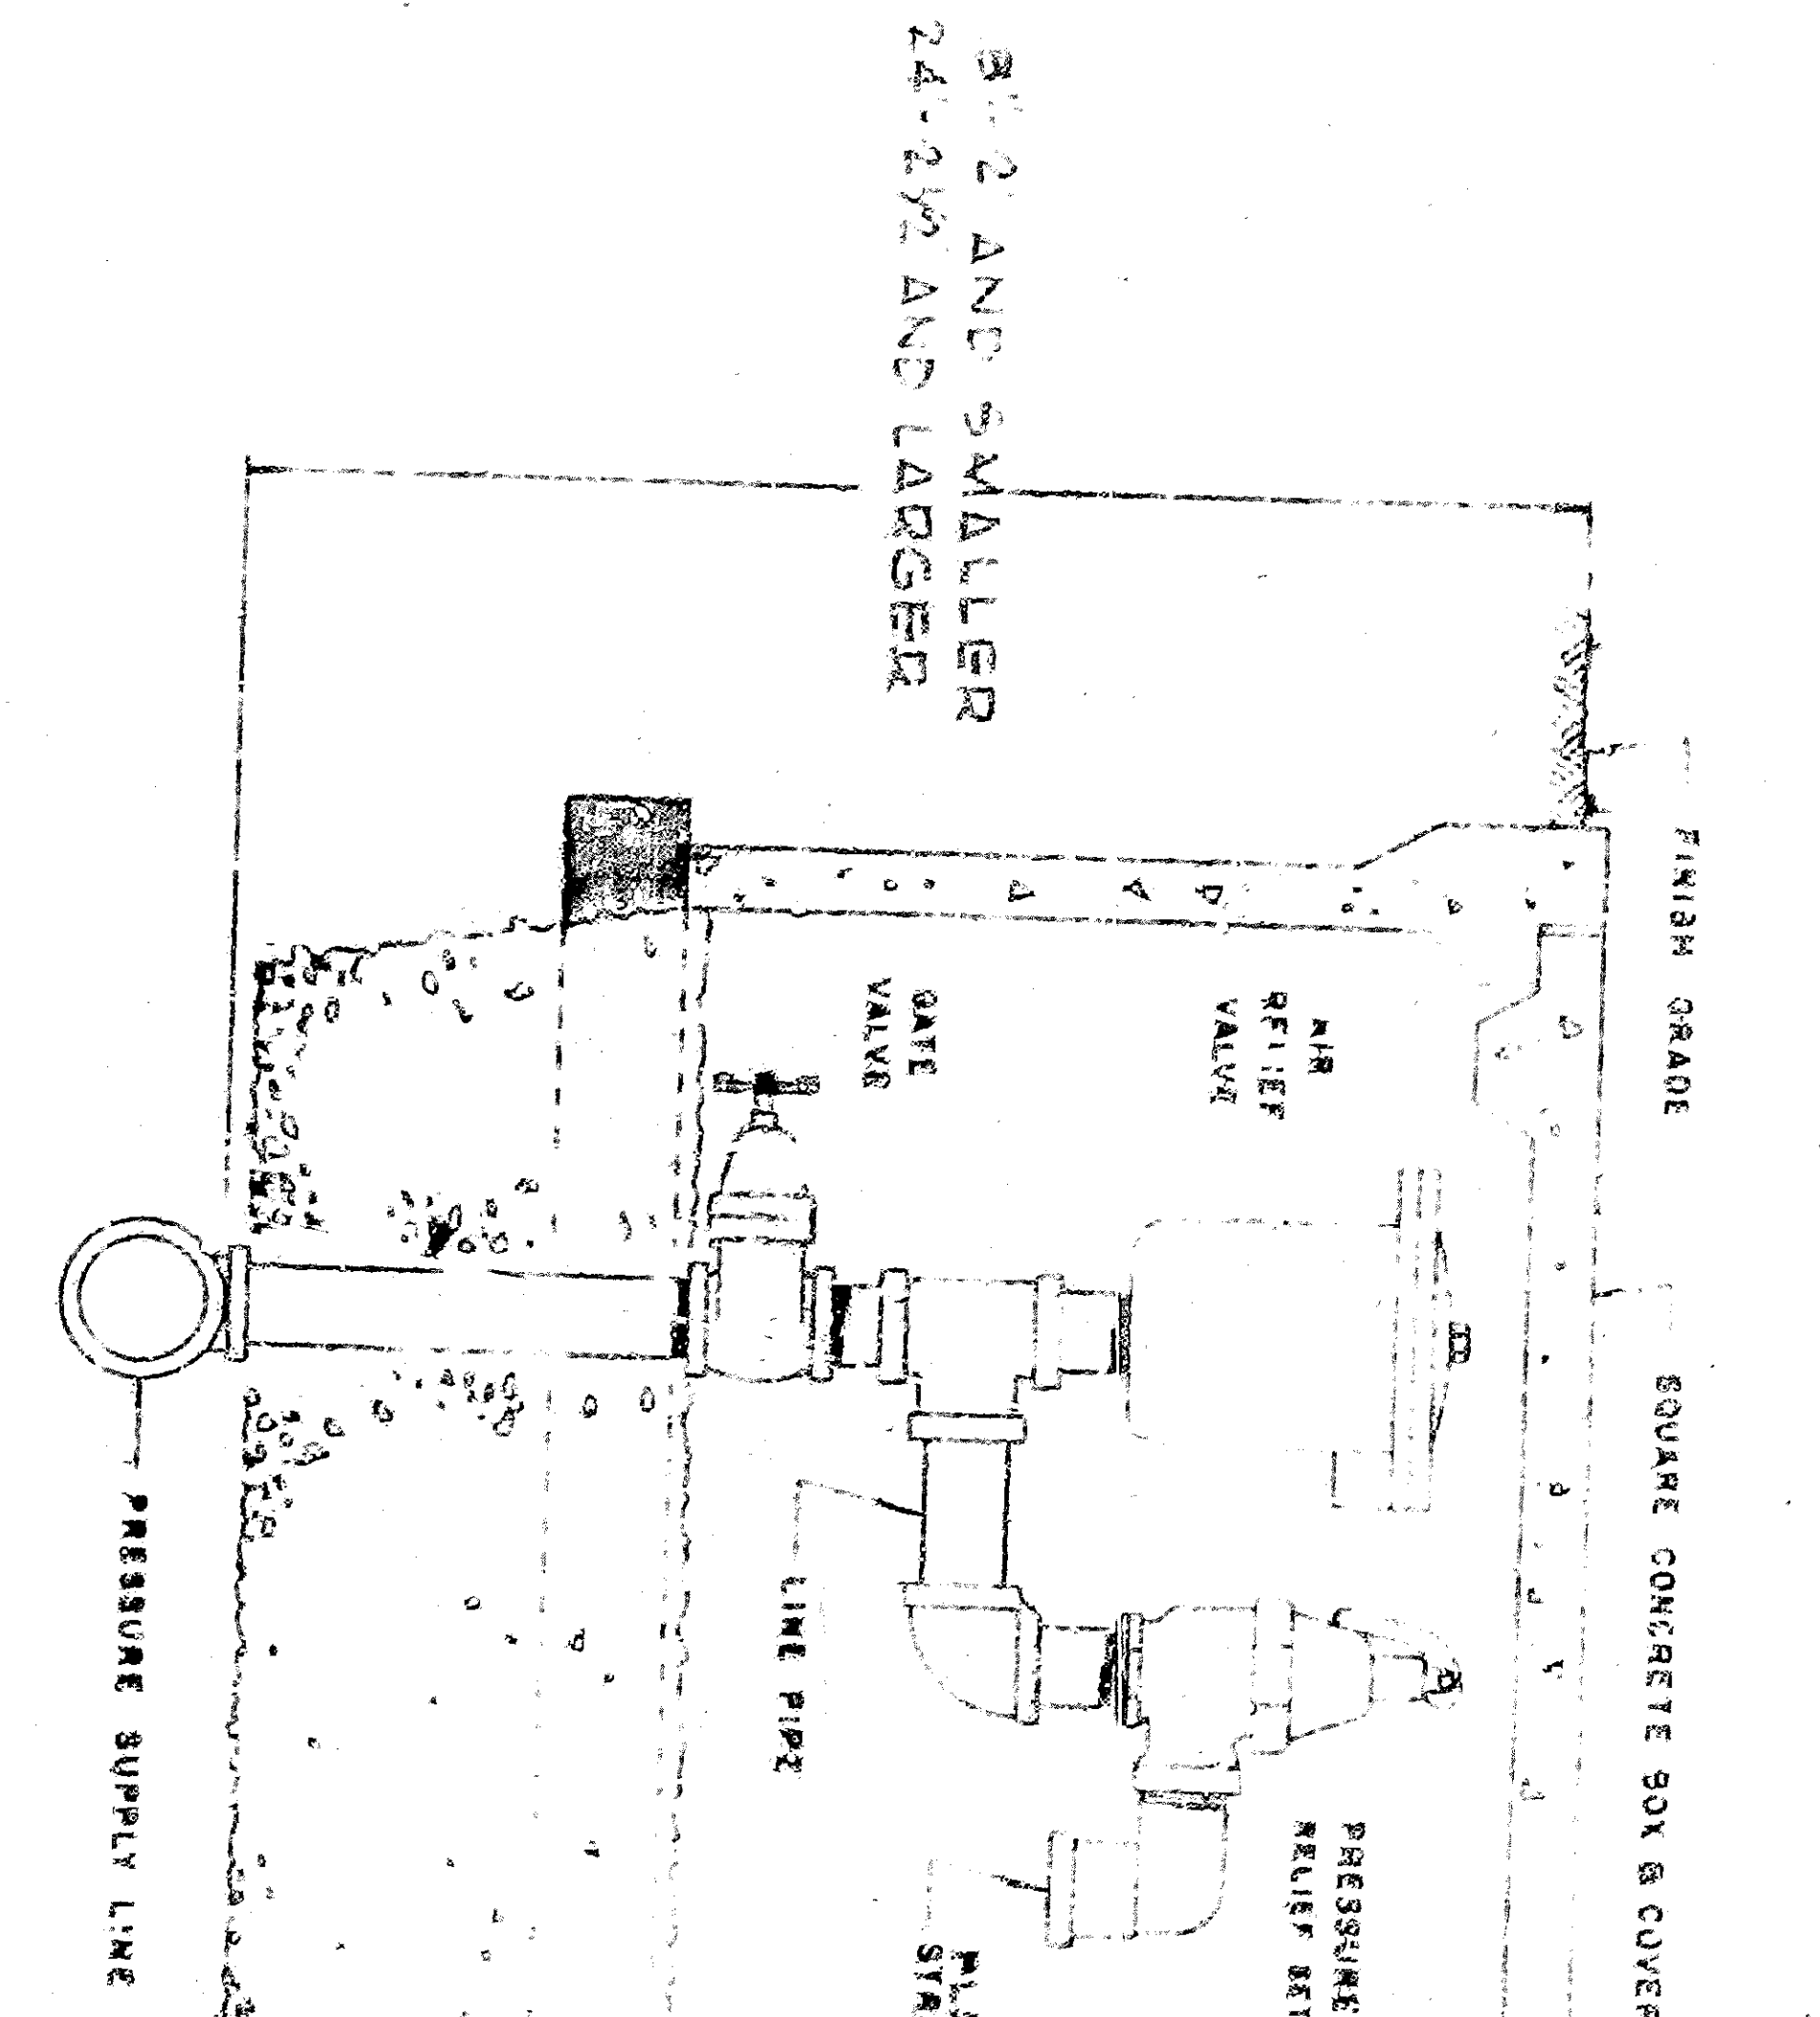 2" AND SMALLER
24"-2½ AND LARGER
FINISH GRADE
SQUARE CONCRETE BOX & COVER
AIR
RELIEF
VALVE
GATE
VALVE
PRESSURE
RELIEF SET
LINE PIPE
PRESSURE SUPPLY LINE